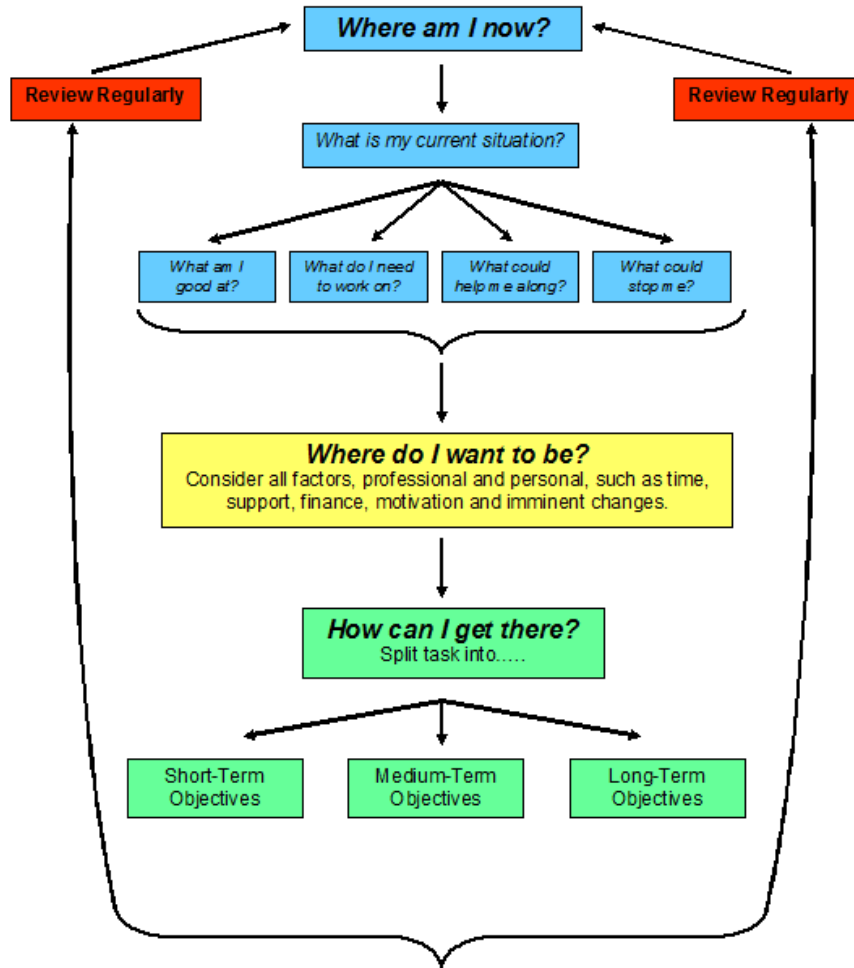 Where am I now?
Review Regularly
Review Regularly
What is my current situation?
What am I
good at?
What do I need
to work on?
What could
help me along?
What could
stop me?
Where do I want to be?
Consider all factors, professional and personal, such as time,
support, finance, motivation and imminent changes.
How can I get there?
Split task into.....
Short-Term
Objectives
Medium-Term
Objectives
Long-Term
Objectives